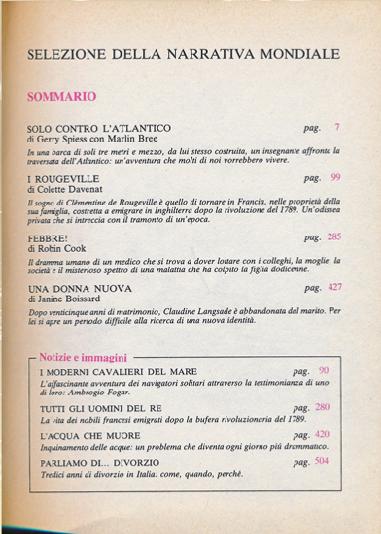 SELEZIONE DELLA NARRATIVA MONDIALE
SOMMARIO
SOLO CONTRO L'ATLANTICO pag. 7
di Gerry Spiess con Marlin Bree
In una barca di soli tre metri e mezzo, da lui stesso costruita, un insegnante affronta la
traversata dell'Atlantico: un'avventura che molti di noi vorrebbero vivere.
I ROUGEVILLE pag. 99
di Colette Davenat
Il sogno di Clémentine de Rougeville è quello di tornare in Francia, nelle proprietà della
sua famiglia, costretta a emigrare in Inghilterra dopo la rivoluzione del 1789. Un'odissea
privata che si intreccia con il tramonto di un'epoca.
FEBBRE! pag. 285
di Robin Cook
Il dramma umano di un medico che si trova a dover lottare con i colleghi, la moglie, la
società e il misterioso spettro di una malattia che ha colpito la figlia dodicenne.
UNA DONNA NUOVA pag. 427
di Janine Boissard
Dopo venticinque anni di matrimonio, Claudine Langsade è abbandonata dal marito. Per
lei si apre un periodo difficile alla ricerca di una nuova identità.
Notizie e immagini
I MODERNI CAVALIERI DEL MARE pag. 90
L'affascinante avventura dei navigatori solitari attraverso la testimonianza di uno
di loro: Ambrogio Fogar.
TUTTI GLI UOMINI DEL RE pag. 280
La vita dei nobili francesi emigrati dopo la bufera rivoluzionaria del 1789.
L'ACQUA CHE MUORE pag. 420
Inquinamento delle acque: un problema che diventa ogni giorno più drammatico.
PARLIAMO DI... DIVORZIO pag. 504
Tredici anni di divorzio in Italia: come, quando, perché.